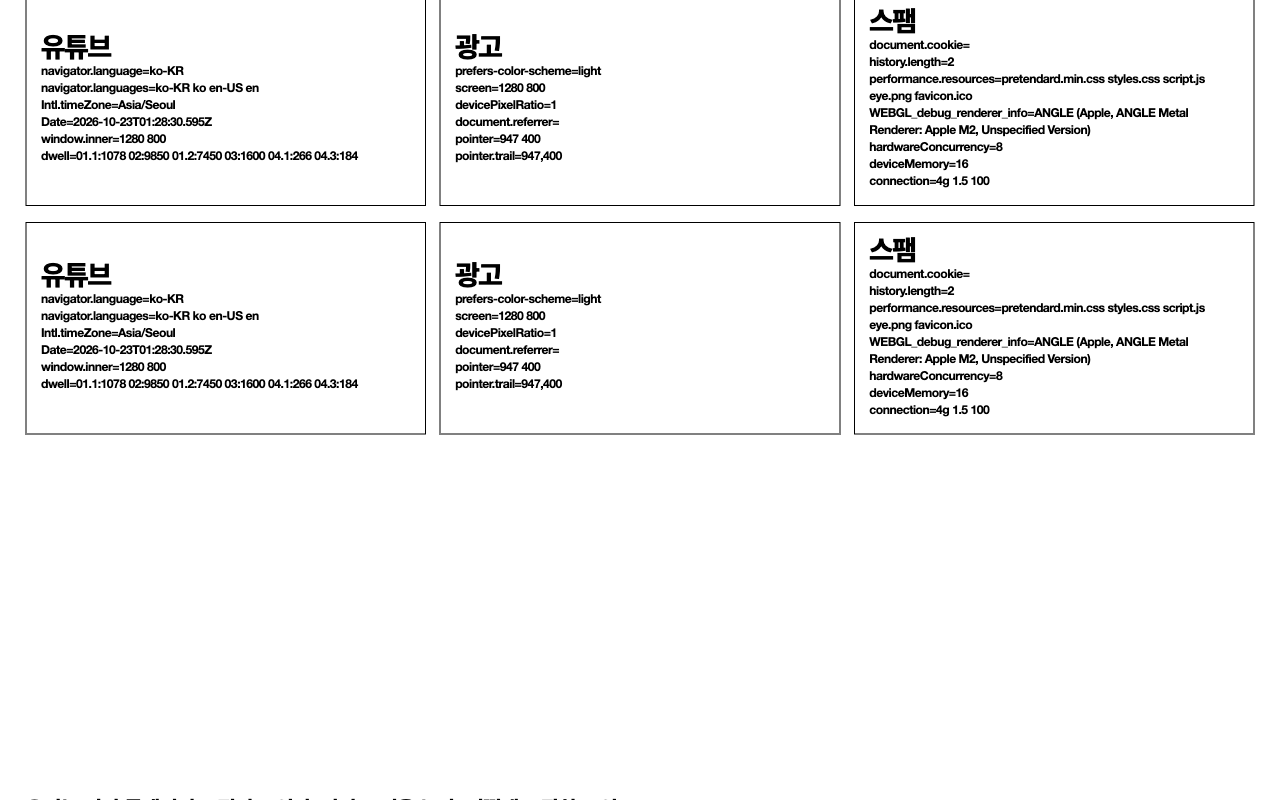 유튜브
navigator.language=ko-KR
navigator.languages=ko-KR ko en-US en
Intl.timeZone=Asia/Seoul
Date=2026-10-23T01:28:30.595Z
window.inner=1280 800
dwell=01.1:1078 02:9850 01.2:7450 03:1600 04.1:266 04.3:184
광고
prefers-color-scheme=light
screen=1280 800
devicePixelRatio=1
document.referrer=
pointer=947 400
pointer.trail=947,400
스팸
document.cookie=
history.length=2
performance.resources=pretendard.min.css styles.css script.js
eye.png favicon.ico
WEBGL_debug_renderer_info=ANGLE (Apple, ANGLE Metal
Renderer: Apple M2, Unspecified Version)
hardwareConcurrency=8
deviceMemory=16
connection=4g 1.5 100
유튜브
navigator.language=ko-KR
navigator.languages=ko-KR ko en-US en
Intl.timeZone=Asia/Seoul
Date=2026-10-23T01:28:30.595Z
window.inner=1280 800
dwell=01.1:1078 02:9850 01.2:7450 03:1600 04.1:266 04.3:184
광고
prefers-color-scheme=light
screen=1280 800
devicePixelRatio=1
document.referrer=
pointer=947 400
pointer.trail=947,400
스팸
document.cookie=
history.length=2
performance.resources=pretendard.min.css styles.css script.js
eye.png favicon.ico
WEBGL_debug_renderer_info=ANGLE (Apple, ANGLE Metal
Renderer: Apple M2, Unspecified Version)
hardwareConcurrency=8
deviceMemory=16
connection=4g 1.5 100